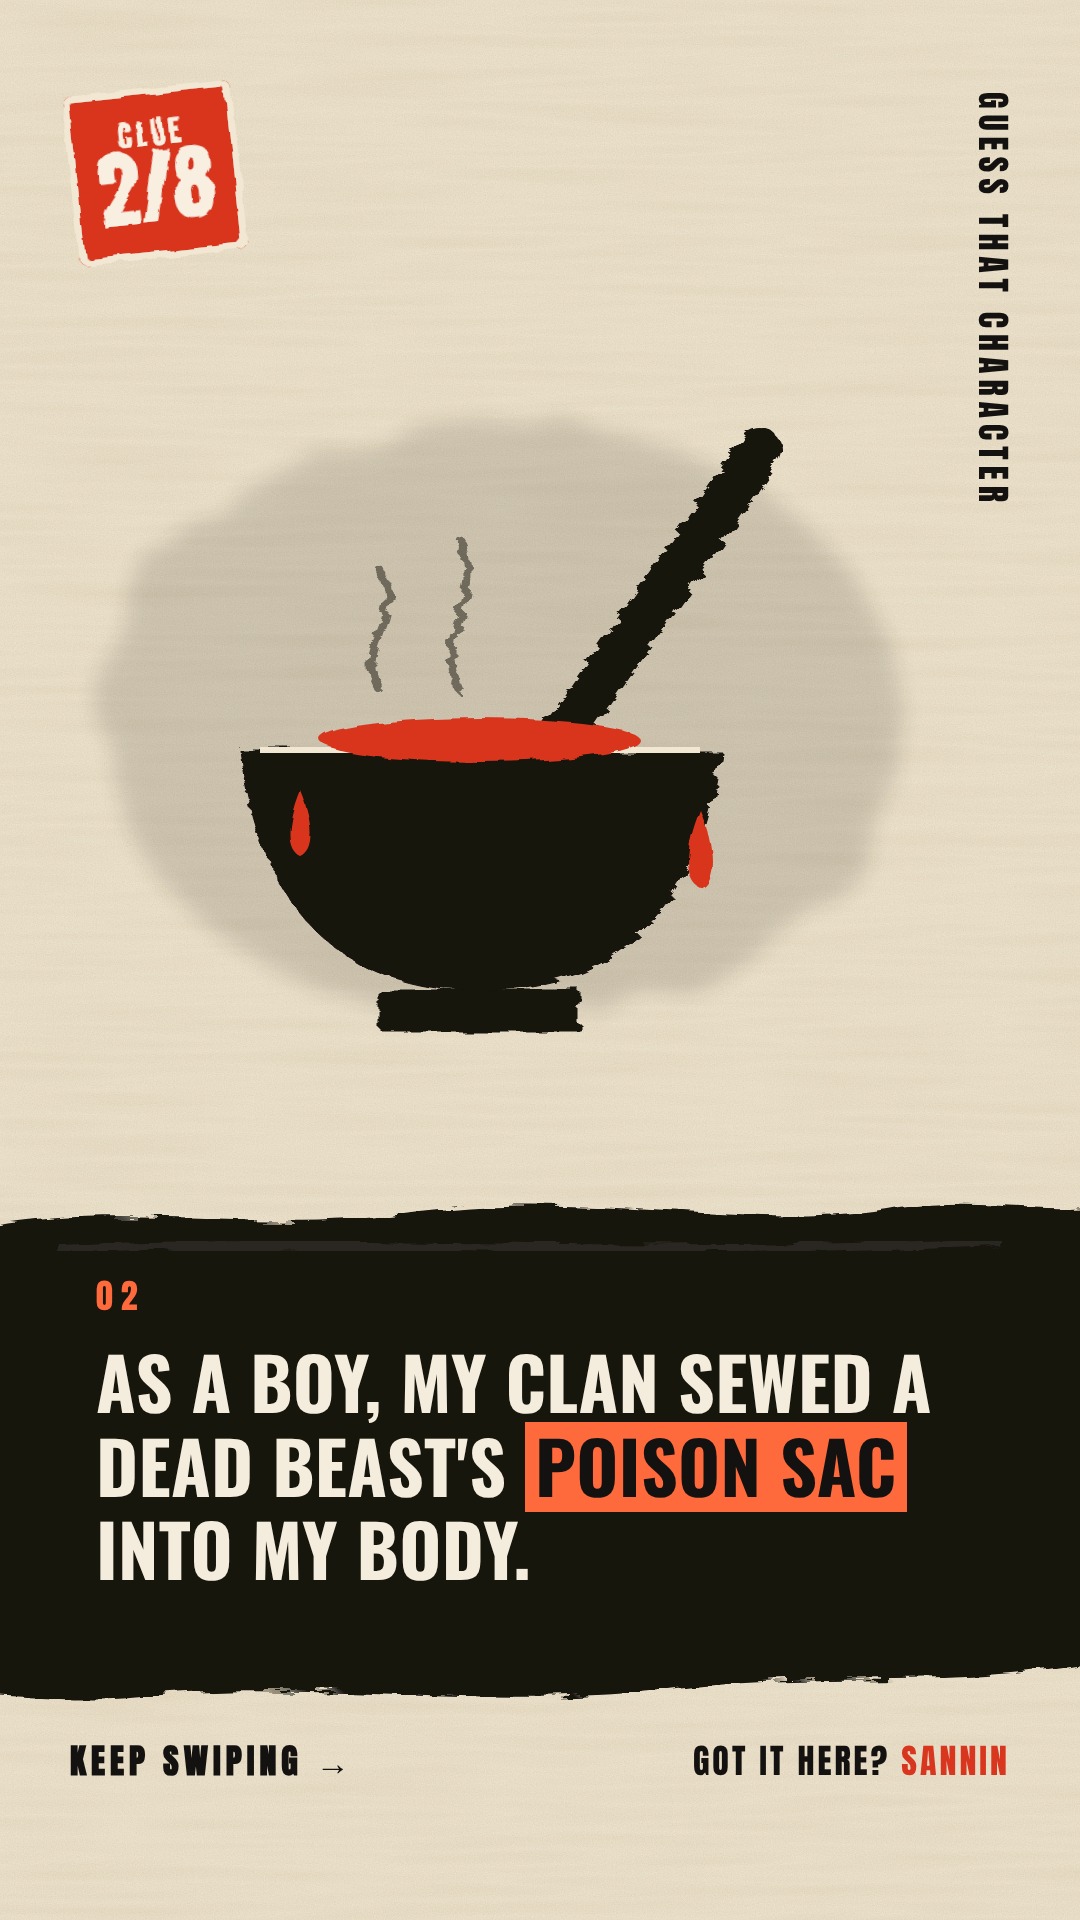 CLUE
2/8
GUESS THAT CHARACTER
02
AS A BOY, MY CLAN SEWED A
DEAD BEAST'S POISON SAC
INTO MY BODY.
KEEP SWIPING →
GOT IT HERE? SANNIN